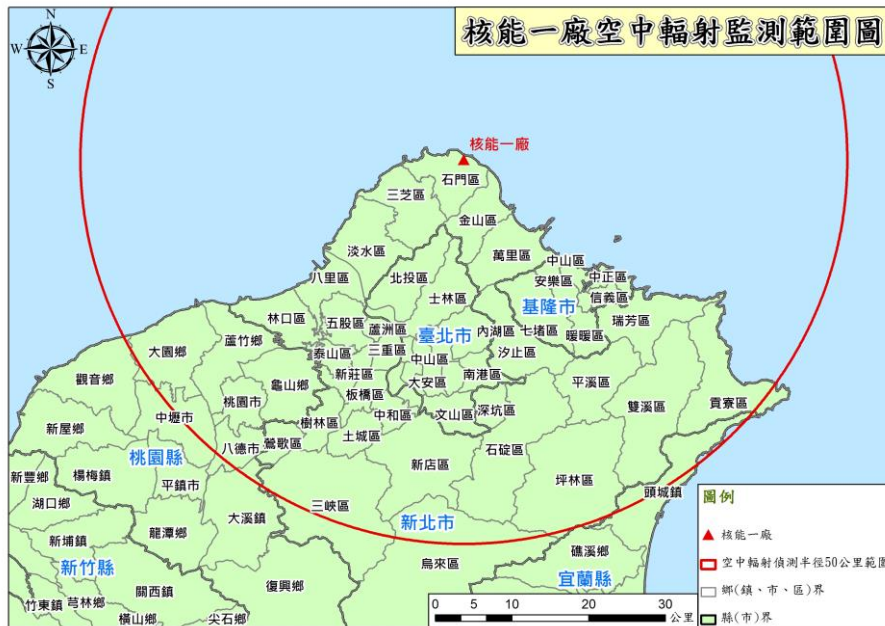 核能一廠空中輻射監測範圍圖
N
W
E
S
核能一廠
石門區
三芝區
金山區
淡水區
萬里區
中山區
八里區
北投區
安樂區
中正區
士林區
信義區
林口區
五股區
蘆洲區
臺北市
內湖區
基隆市
七堵區
瑞芳區
大園鄉
蘆竹鄉
暖暖區
泰山區
三重區
中山區
汐止區
觀音鄉
龜山鄉
新莊區
大安區
南港區
平溪區
桃園市
板橋區
雙溪區
貢寮區
中壢市
樹林區
中和區
文山區
深坑區
新屋鄉
八德市
鶯歌區
土城區
石碇區
桃園縣
新店區
新豐鄉
楊梅鎮
平鎮市
坪林區
頭城鎮
湖口鄉
三峽區
大溪鎮
新北市
龍潭鄉
新埔鎮
礁溪鄉
新竹縣
烏來區
宜蘭縣
關西鎮
復興鄉
竹東鎮
芎林鄉
橫山鄉
尖石鄉
圖例
核能一廠
空中輻射偵測半徑50公里範圍
鄉(鎮、市、區)界
縣(市)界
0 5 10 20 30
公里